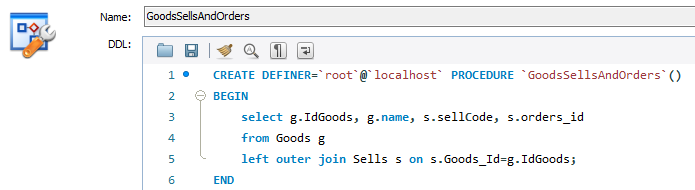 Name: GoodsSellsAndOrders
DDL:
1 CREATE DEFINER=`root`@`localhost` PROCEDURE `GoodsSellsAndOrders`()
2 BEGIN
3 select g.IdGoods, g.name, s.sellCode, s.orders_id
4 from Goods g
5 left outer join Sells s on s.Goods_Id=g.IdGoods;
6 END